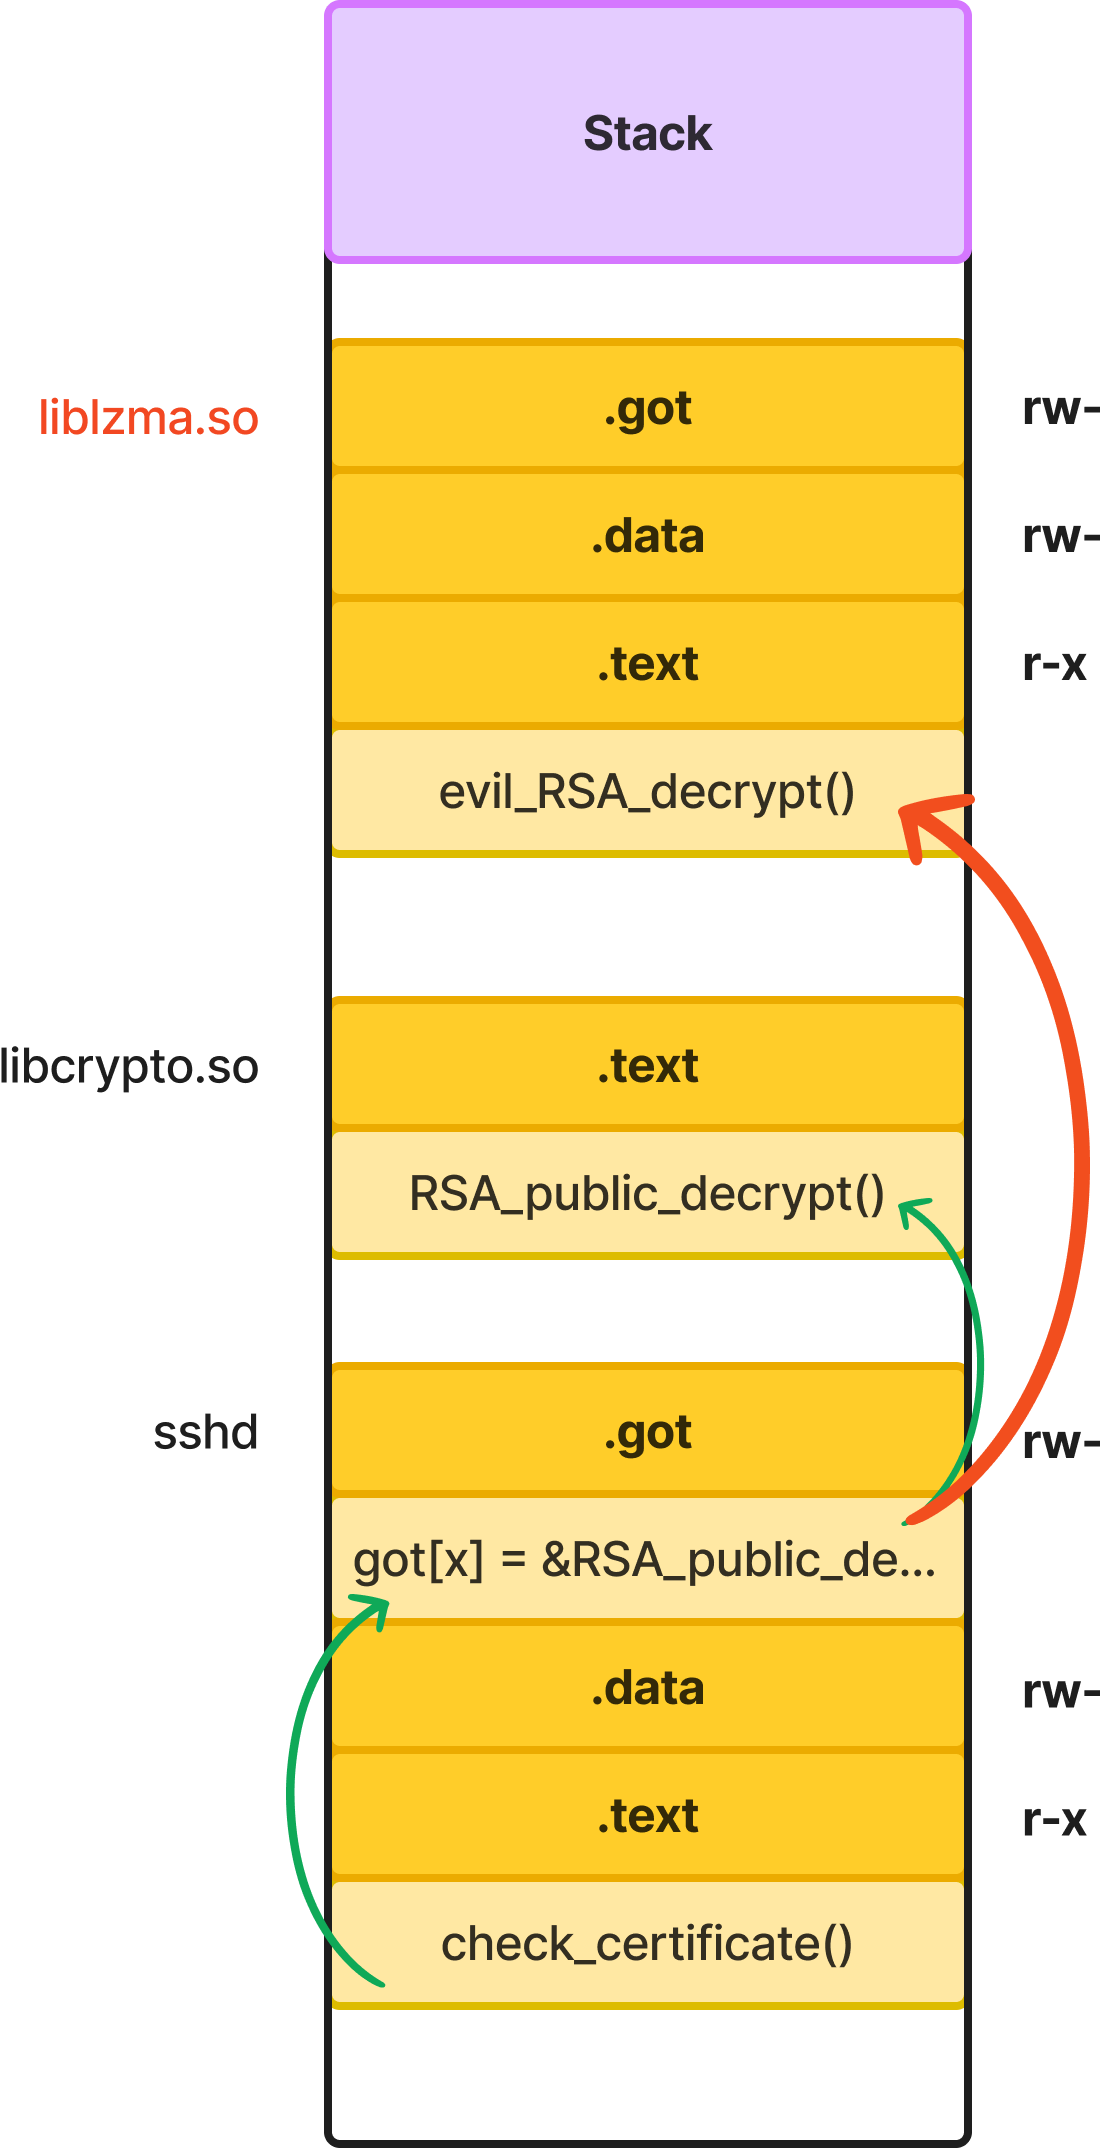 Stack
liblzma.so
.got
rw-
.data
rw-
.text
r-x
evil_RSA_decrypt()
libcrypto.so
.text
RSA_public_decrypt()
sshd
.got
rw-
got[x] = &RSA_public_de...
.data
rw-
.text
r-x
check_certificate()